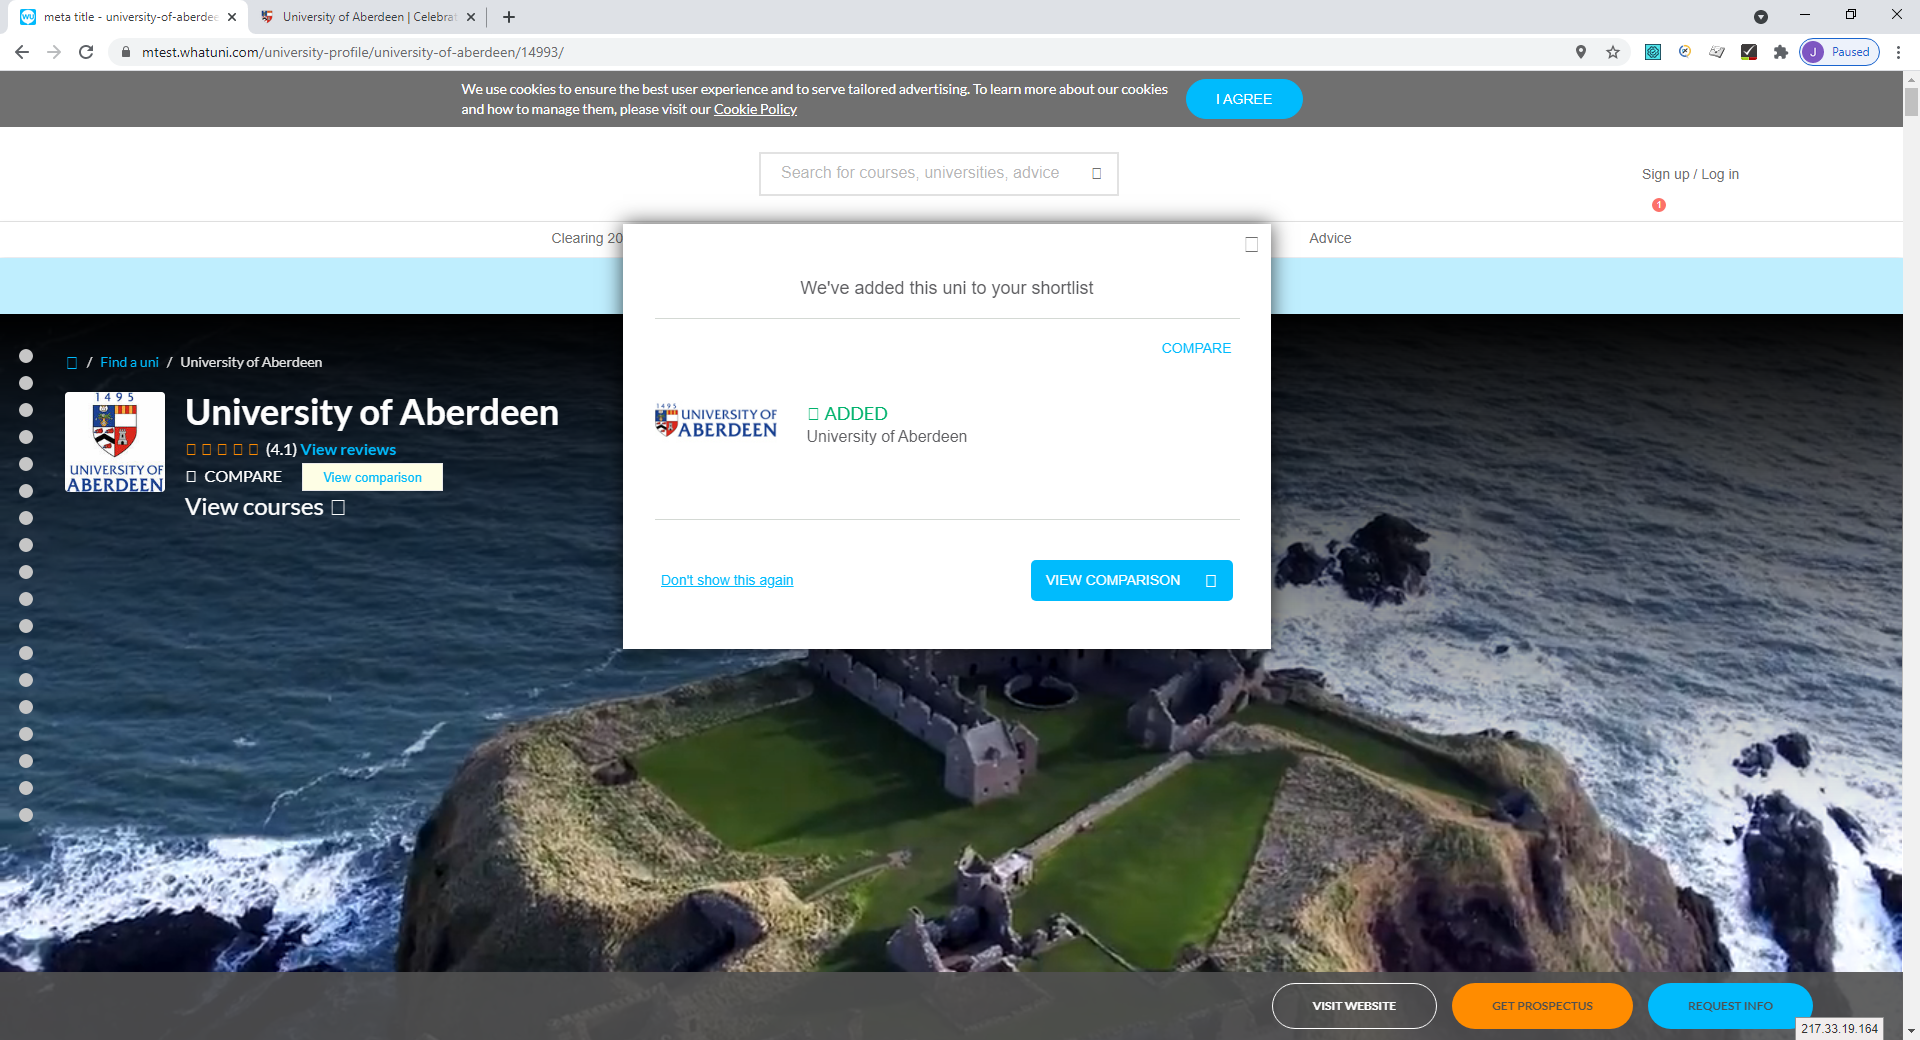 meta title - university-of-aberdee
University of Aberdeen | Celebrat
mtest.whatuni.com/university-profile/university-of-aberdeen/14993/
J Paused
We use cookies to ensure the best user experience and to serve tailored advertising. To learn more about our cookies
and how to manage them, please visit our Cookie Policy
I AGREE
Search for courses, universities, advice
Sign up / Log in
1
Clearing 20
Advice
We've added this uni to your shortlist
COMPARE
/ Find a uni / University of Aberdeen
1495
UNIVERSITY OF
ABERDEEN
University of Aberdeen
(4.1) View reviews
COMPARE
View comparison
View courses
1495
UNIVERSITY OF
ABERDEEN
ADDED
University of Aberdeen
Don't show this again
VIEW COMPARISON
VISIT WEBSITE
GET PROSPECTUS
REQUEST INFO
217.33.19.164